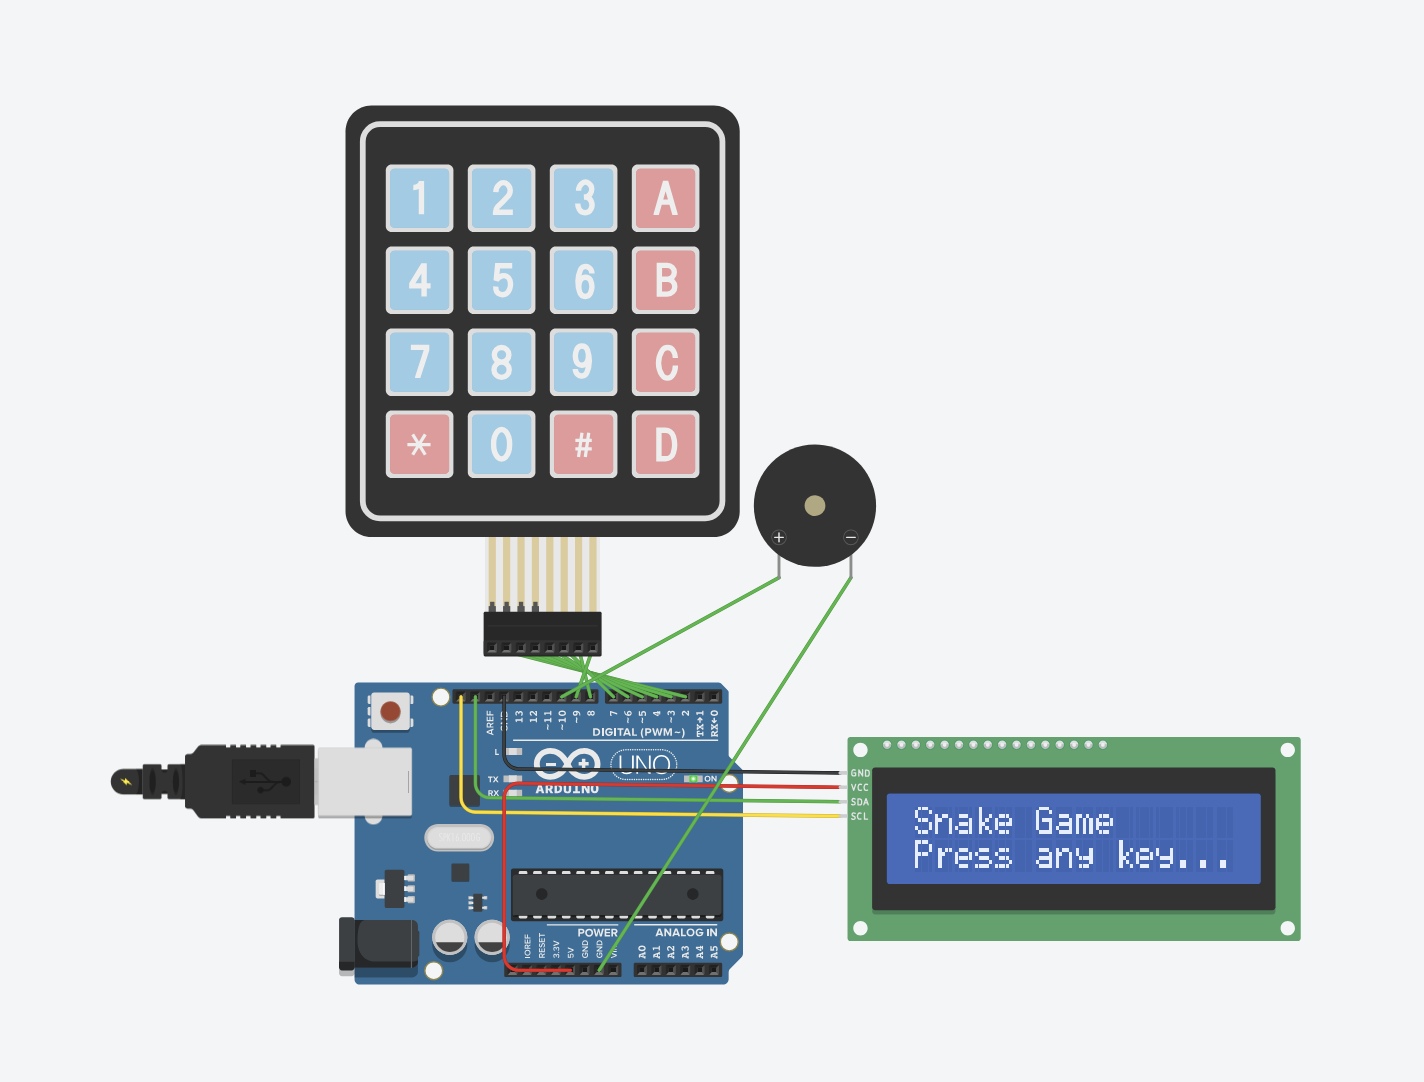 1 2 3 A
4 5 6 B
7 8 9 C
* 0 # D
+ −
AREF
13
12
~11
~10
~9
8
7
~6
~5
4
~3
2
TX→1
RX←0
DIGITAL (PWM~)
L
TX
RX
UNO
ON
ARDUINO
GND
VCC
SDA
SCL
Snake Game
Press any key...
POWER
ANALOG IN
IOREF
RESET
3.3V
5V
GND
GND
A0
A1
A2
A3
A4
A5